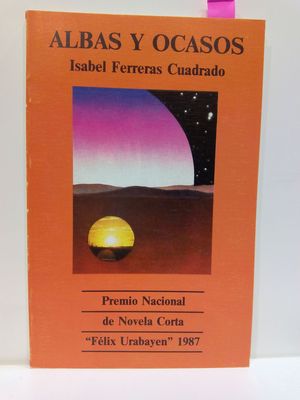 ALBAS Y OCASOS
Isabel Ferreras Cuadrado
Premio Nacional
de Novela Corta
“Félix Urabayen” 1987